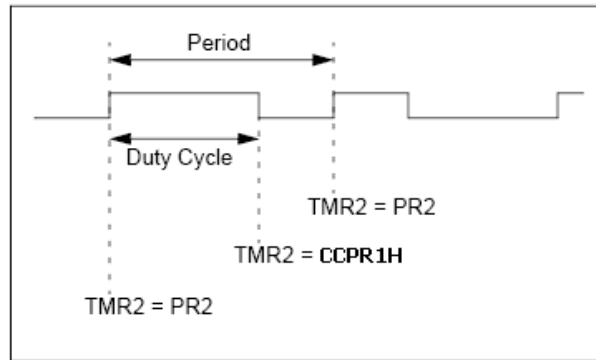 Period
Duty Cycle
TMR2 = PR2
TMR2 = CCPR1H
TMR2 = PR2